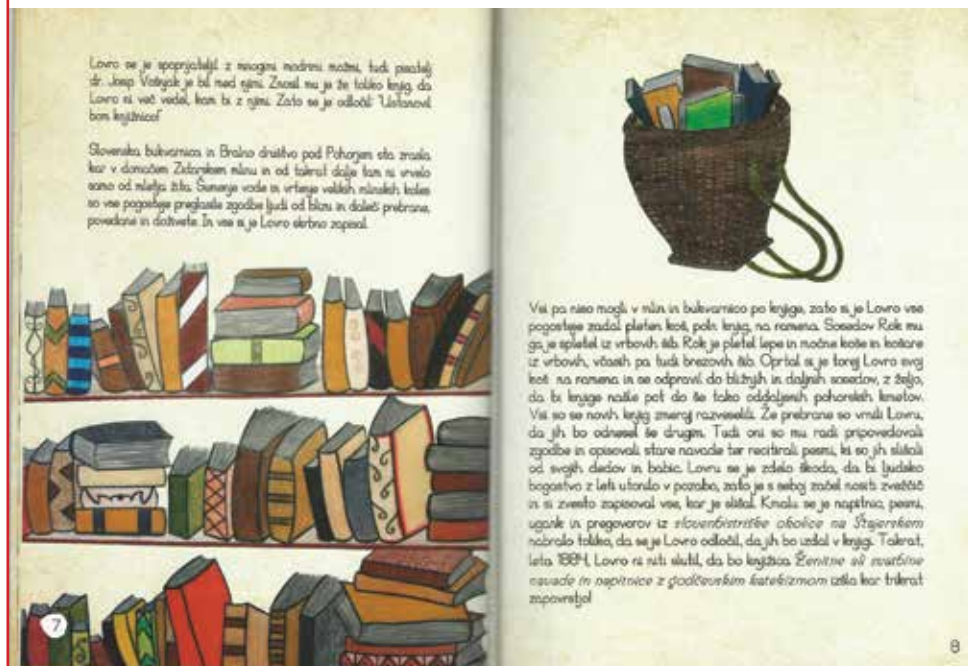 Lovro se je spoprijateljil z mnogimi modrimi možmi, tudi pisatelj
dr. Josip Vošnjak je bil med njimi. Znosil mu je že toliko knjig, da
Lovro ni več vedel, kam bi z njimi. Zato se je odločil: "Ustanovil
bom knjižnico!"
Slovenska bukvarnica in Bralno društvo pod Pohorjem sta zrasla
kar v domačem Zidarskem mlinu in od takrat dalje tam ni vrvelo
samo od mletja žita. Šumenje vode in vrtenje velikih mlinskih koles
so vse pogosteje preglasile zgodbe ljudi od blizu in daleč prebrane,
povedane in doživete. In vse si je Lovro skrbno zapisal.
7
Vsi pa niso mogli v mlin in bukvarnico po knjige, zato si je Lovro vse
pogosteje zadal pleten koš, poln knjig, na ramena. Sosedov Rok mu
ga je spletel iz vrbovih šib. Rok je pletel lepe in močne koše in košare
iz vrbovih, včasih pa tudi brezovih šib. Oprtal si je torej Lovro svoj
koš na ramena in se odpravil do bližnjih in daljnih sosedov, z željo,
da bi knjige našle pot do še tako oddaljenih pohorskih kmetov.
Vsi so se novih knjig zmeraj razveselili. Že prebrane so vrnili Lovru,
da jih bo odnesel še drugim. Tudi oni so mu radi pripovedovali
zgodbe in opisovali stare navade ter recitirali pesmi, ki so jih slišali
od svojih dedov in babic. Lovru se je zdelo škoda, da bi ljudsko
bogastvo z leti utonilo v pozabo, zato je s seboj začel nositi zvežčič
in si zvesto zapisoval vse, kar je slišal. Kmalu se je napitnic, pesmi,
ugank in pregovorov iz slovenbistriške okolice na Štajerskem
nabralo toliko, da se je Lovro odločil, da jih bo izdal v knjigi. Takrat,
leta 1884, Lovro ni niti slutil, da bo knjižica Ženitne ali svatbine
navade in napitnice z godčevskim katekizmom izšla kar trikrat
zapovrstjo!
8